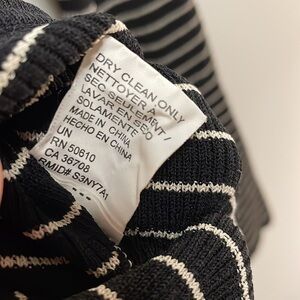 DRY CLEAN ONLY
NETTOYER A
SEC SEULEMENT/
LAVAR EN SECO
SOLAMENTE
MADE IN CHINA
HECHO EN CHINA
UN
RN 50610
CA 36708
RMID# S3NY7A1